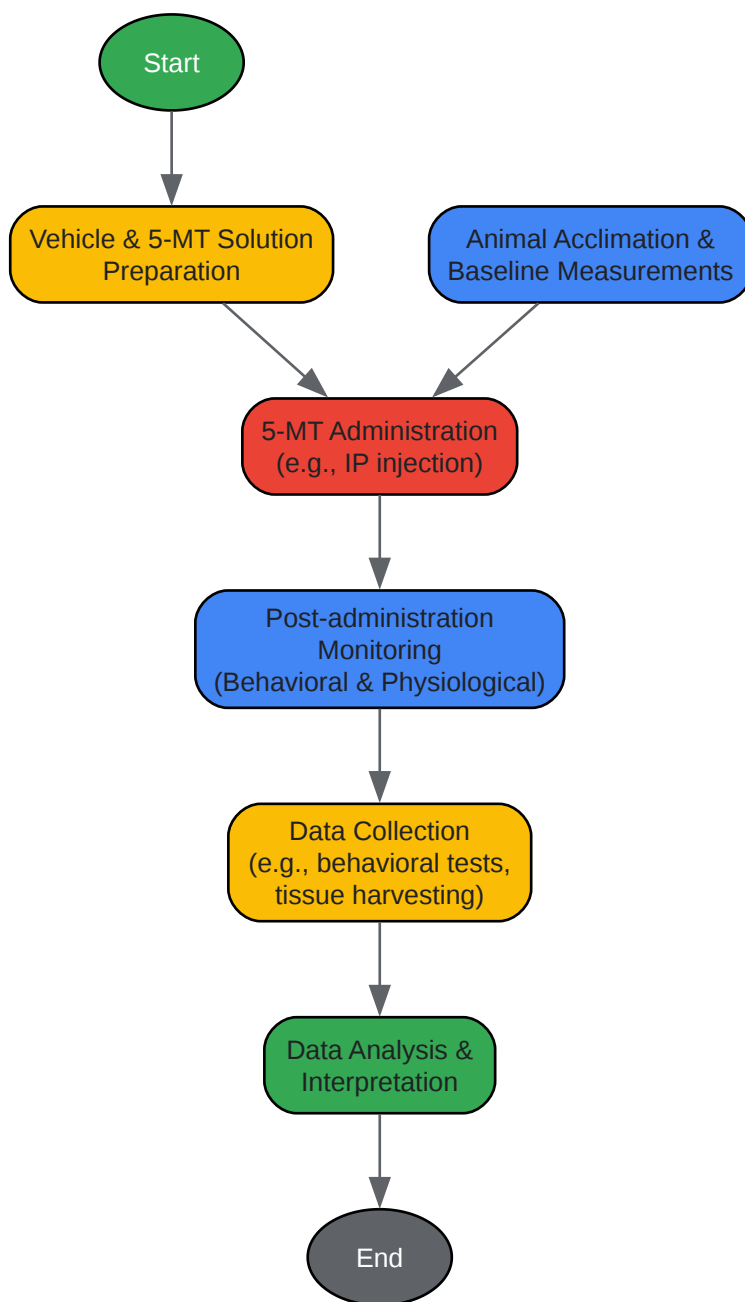 Start
Vehicle & 5-MT Solution
Preparation
Animal Acclimation &
Baseline Measurements
5-MT Administration
(e.g., IP injection)
Post-administration
Monitoring
(Behavioral & Physiological)
Data Collection
(e.g., behavioral tests,
tissue harvesting)
Data Analysis &
Interpretation
End